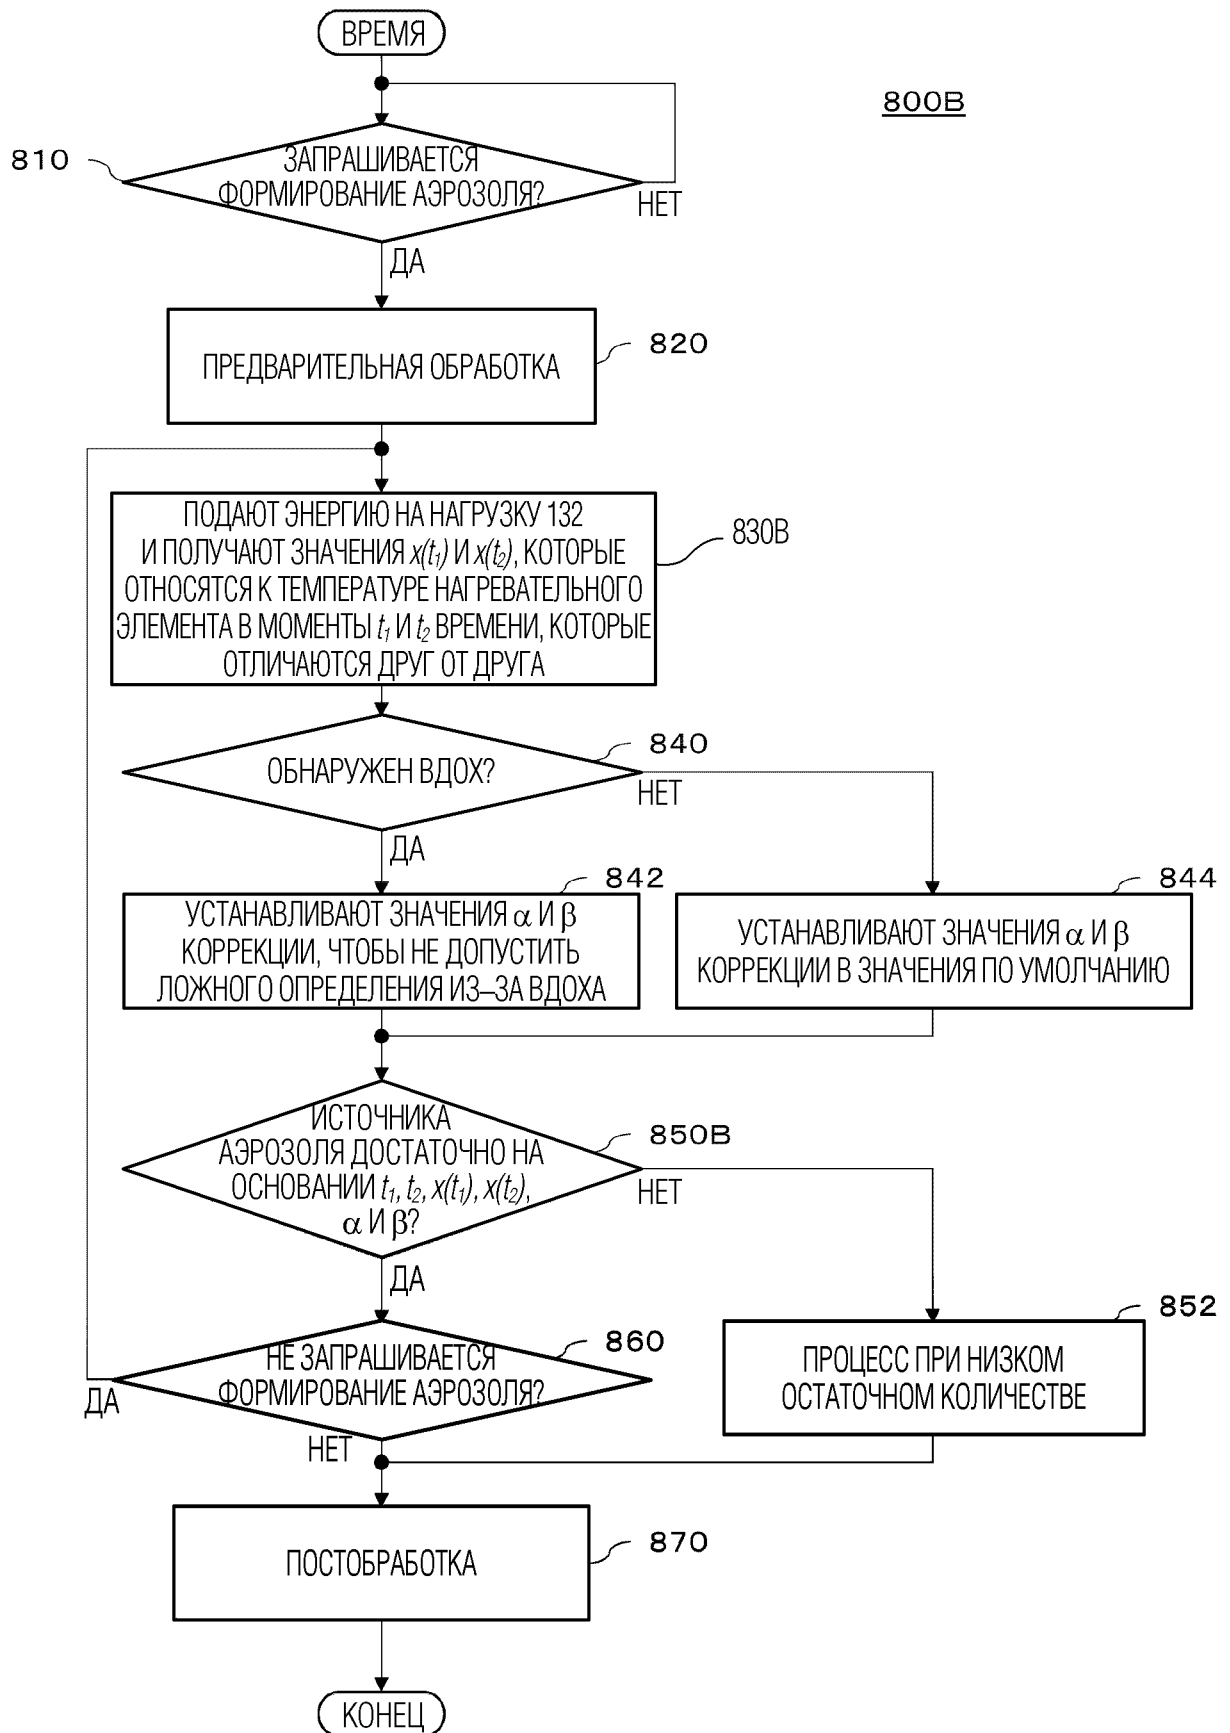 ВРЕМЯ
800B
810
ЗАПРАШИВАЕТСЯ
ФОРМИРОВАНИЕ АЭРОЗОЛЯ?
НЕТ
ДА
820
ПРЕДВАРИТЕЛЬНАЯ ОБРАБОТКА
ПОДАЮТ ЭНЕРГИЮ НА НАГРУЗКУ 132
И ПОЛУЧАЮТ ЗНАЧЕНИЯ x(t₁) И x(t₂), КОТОРЫЕ
ОТНОСЯТСЯ К ТЕМПЕРАТУРЕ НАГРЕВАТЕЛЬНОГО
ЭЛЕМЕНТА В МОМЕНТЫ t₁ И t₂ ВРЕМЕНИ, КОТОРЫЕ
ОТЛИЧАЮТСЯ ДРУГ ОТ ДРУГА
830B
840
ОБНАРУЖЕН ВДОХ?
НЕТ
ДА
842
УСТАНАВЛИВАЮТ ЗНАЧЕНИЯ α И β
КОРРЕКЦИИ, ЧТОБЫ НЕ ДОПУСТИТЬ
ЛОЖНОГО ОПРЕДЕЛЕНИЯ ИЗ–ЗА ВДОХА
844
УСТАНАВЛИВАЮТ ЗНАЧЕНИЯ α И β
КОРРЕКЦИИ В ЗНАЧЕНИЯ ПО УМОЛЧАНИЮ
ИСТОЧНИКА
АЭРОЗОЛЯ ДОСТАТОЧНО НА
ОСНОВАНИИ t₁, t₂, x(t₁), x(t₂),
α И β?
850B
НЕТ
ДА
860
НЕ ЗАПРАШИВАЕТСЯ
ФОРМИРОВАНИЕ АЭРОЗОЛЯ?
ДА
НЕТ
852
ПРОЦЕСС ПРИ НИЗКОМ
ОСТАТОЧНОМ КОЛИЧЕСТВЕ
870
ПОСТОБРАБОТКА
КОНЕЦ